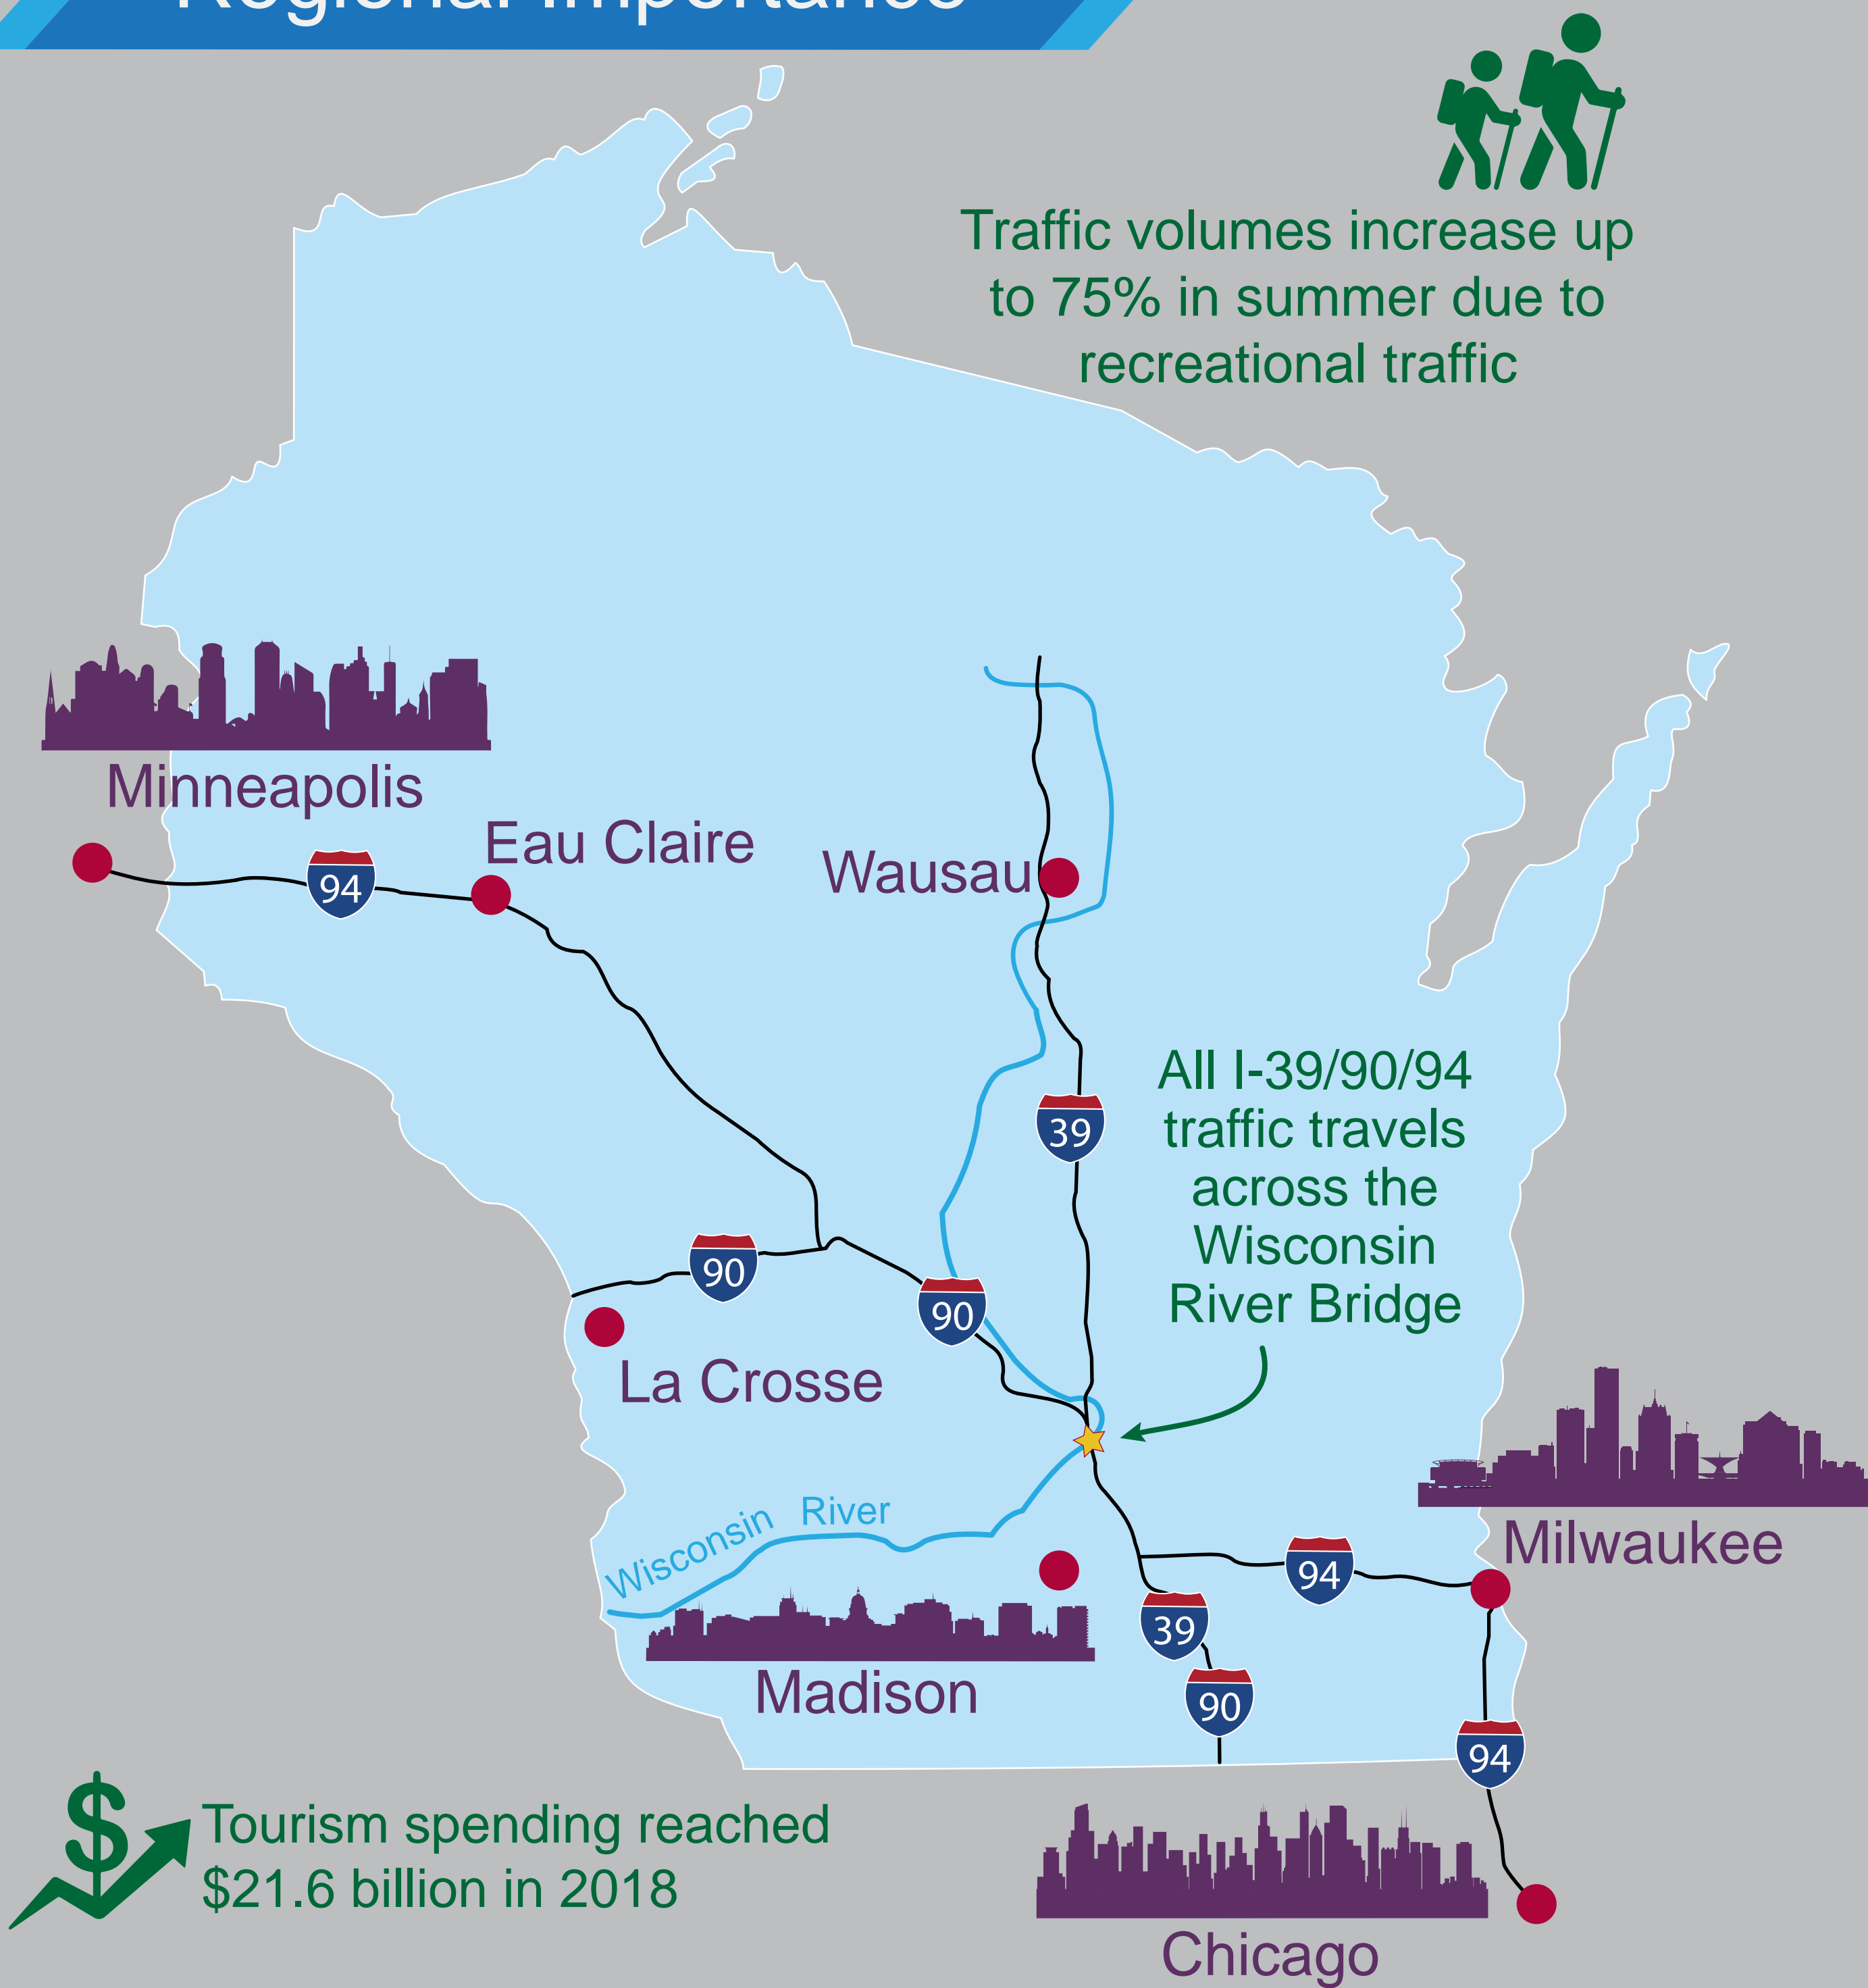 Regional Importance
Traffic volumes increase up
to 75% in summer due to
recreational traffic
Minneapolis
Eau Claire
Wausau
94
All I-39/90/94
traffic travels
across the
Wisconsin
River Bridge
39
90
90
La Crosse
Wisconsin River
Milwaukee
94
39
Madison
90
94
Tourism spending reached
$21.6 billion in 2018
Chicago